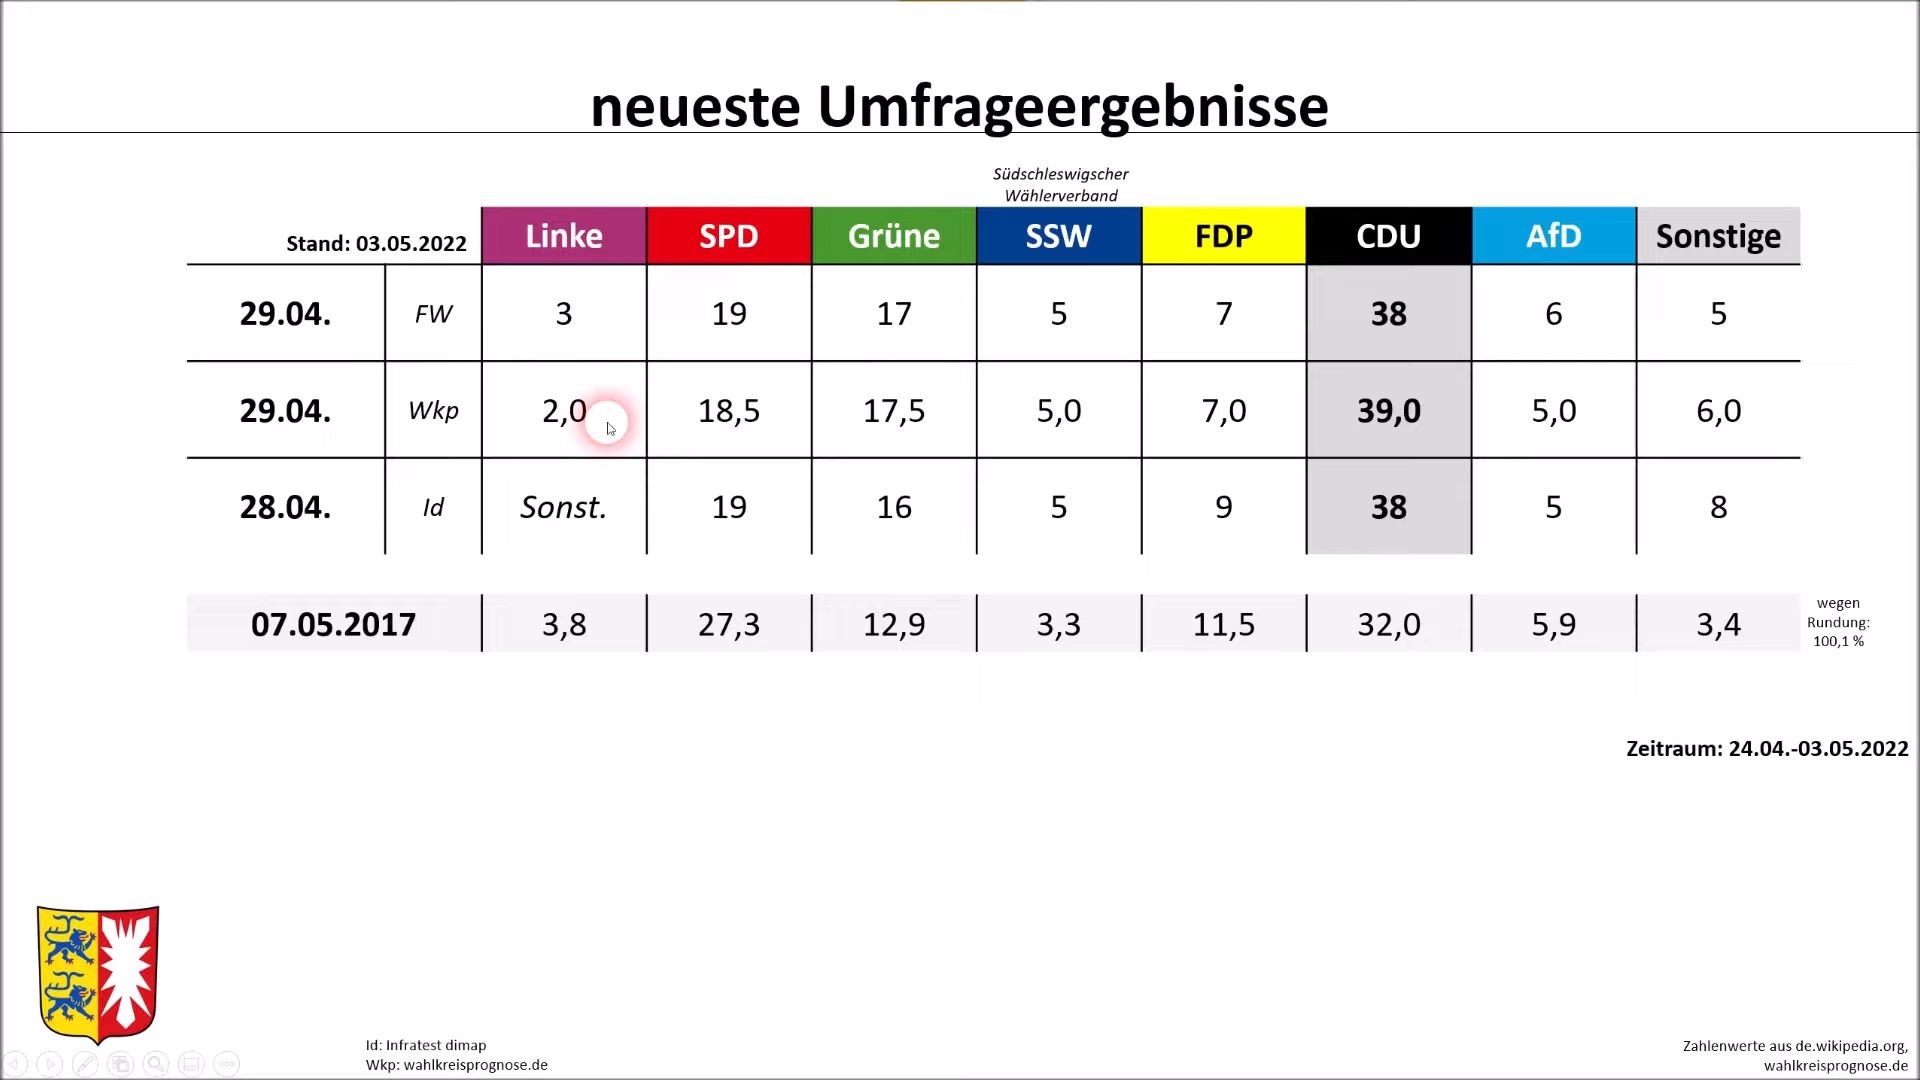 neueste Umfrageergebnisse
Südschleswigscher
Wählerverband
Stand: 03.05.2022 Linke SPD Grüne SSW FDP CDU AfD Sonstige
29.04. FW 3 19 17 5 7 38 6 5
29.04. Wkp 2,0 18,5 17,5 5,0 7,0 39,0 5,0 6,0
28.04. Id Sonst. 19 16 5 9 38 5 8
07.05.2017 3,8 27,3 12,9 3,3 11,5 32,0 5,9 3,4
wegen
Rundung:
100,1 %
Zeitraum: 24.04.-03.05.2022
Id: Infratest dimap
Wkp: wahlkreisprognose.de
Zahlenwerte aus de.wikipedia.org,
wahlkreisprognose.de